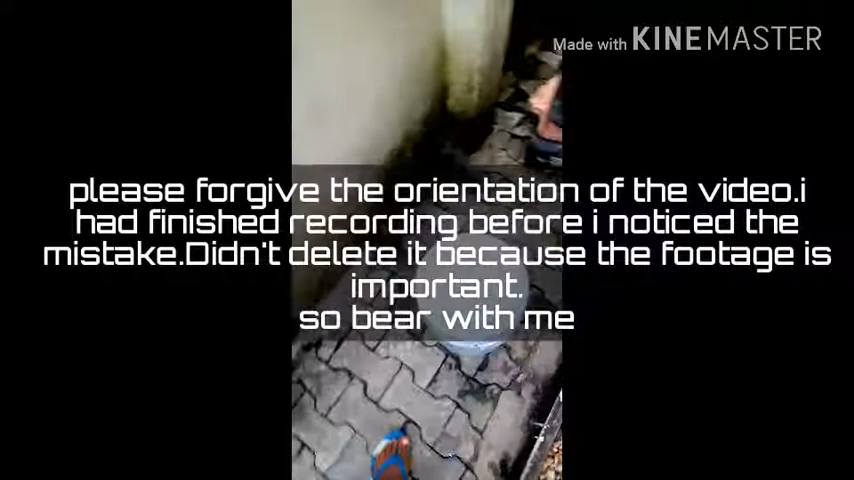 Made with KINEMASTER
please forgive the orientation of the video.i
had finished recording before i noticed the
mistake.Didn't delete it because the footage is
important.
so bear with me